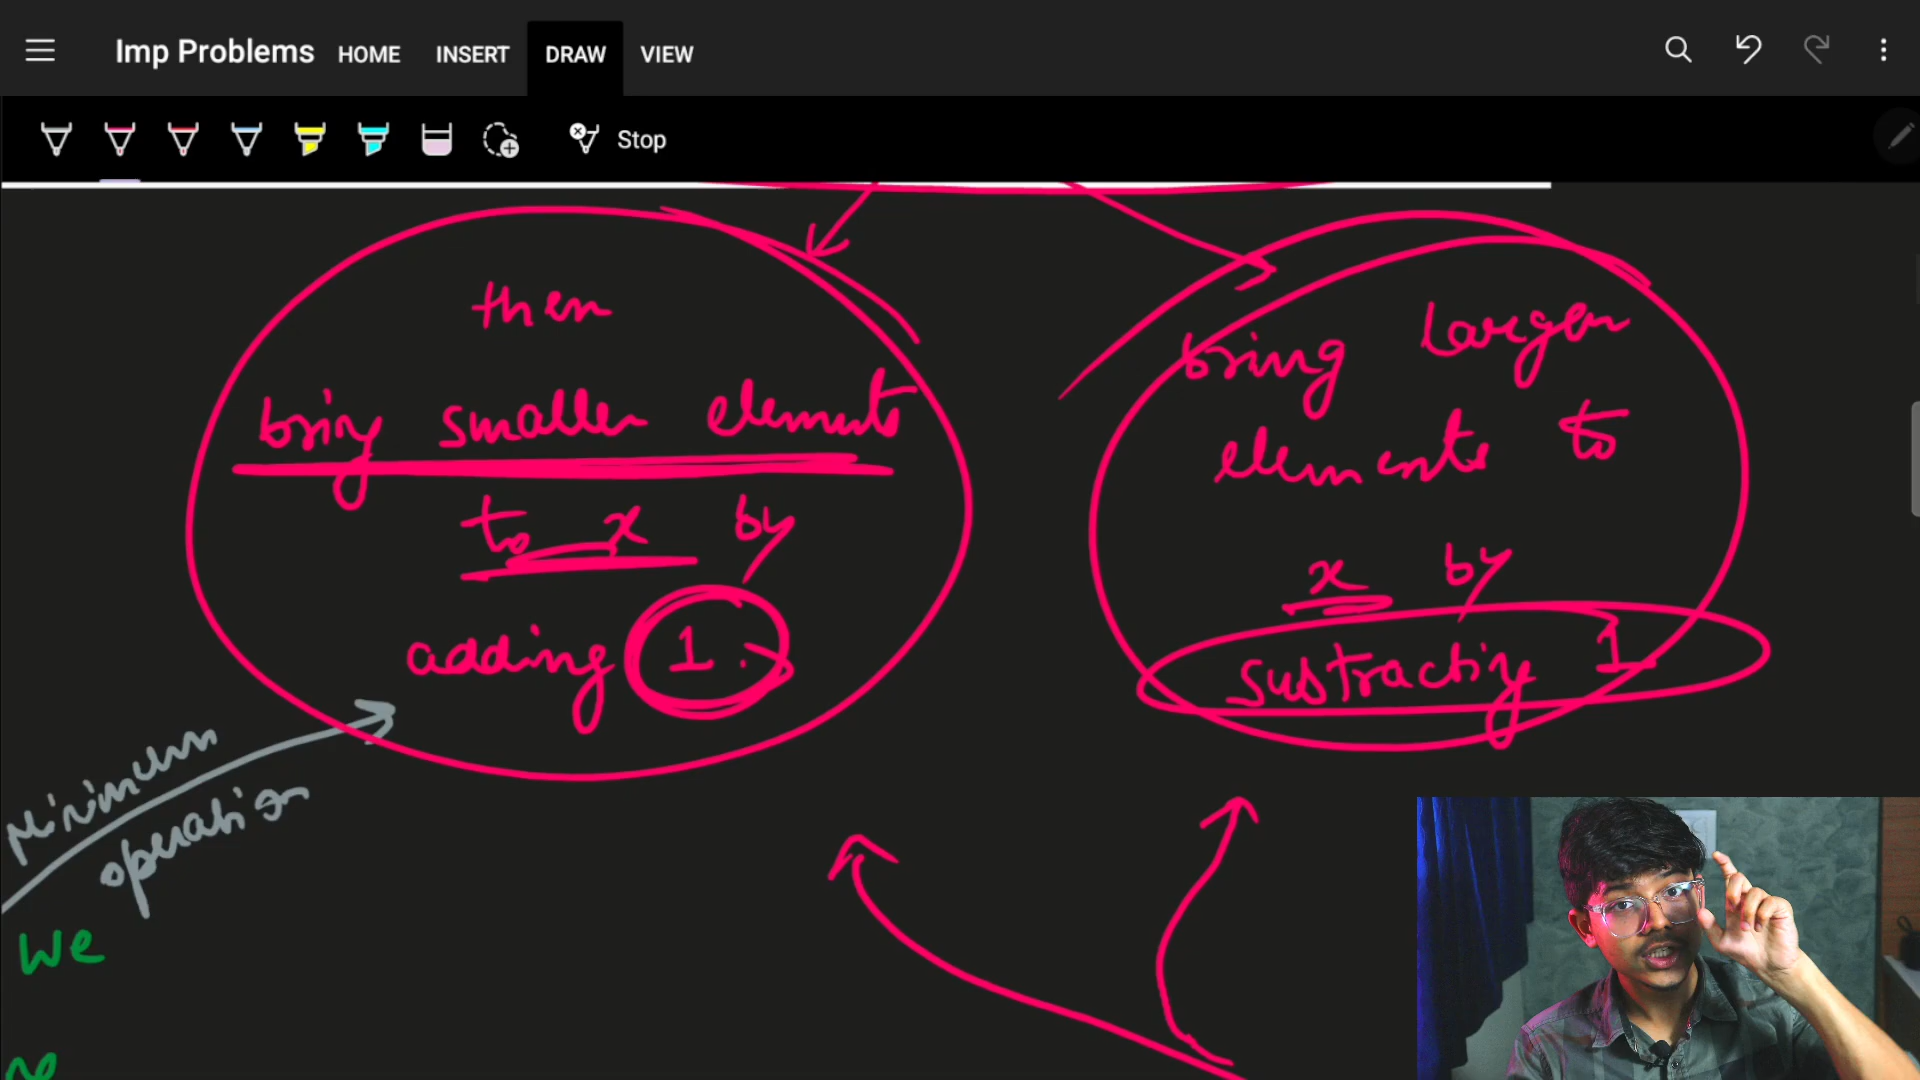 Imp Problems HOME INSERT DRAW VIEW
Stop
then
bring smaller elements
to x by
adding 1.
bring larger
elements to
x by
substracting 1
Minimum
operation
we